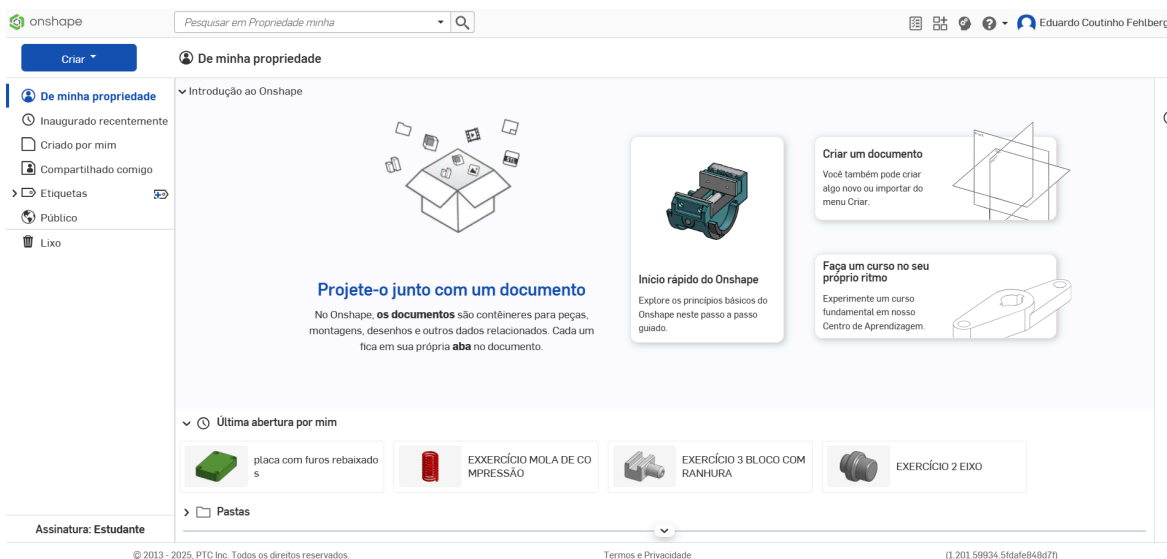 onshape
Pesquisar em Propriedade minha
Eduardo Coutinho Fehlberg
Criar
De minha propriedade
De minha propriedade
Inaugurado recentemente
Criado por mim
Compartilhado comigo
Etiquetas
Público
Lixo
Introdução ao Onshape
STL
Projete-o junto com um documento
No Onshape, os documentos são contêineres para peças,
montagens, desenhos e outros dados relacionados. Cada um
fica em sua própria aba no documento.
Início rápido do Onshape
Explore os princípios básicos do
Onshape neste passo a passo
guiado.
Criar um documento
Você também pode criar
algo novo ou importar do
menu Criar.
Faça um curso no seu
próprio ritmo
Experimente um curso
fundamental em nosso
Centro de Aprendizagem.
Última abertura por mim
placa com furos rebaixado
s
EXXERCÍCIO MOLA DE CO
MPRESSÃO
EXERCÍCIO 3 BLOCO COM
RANHURA
EXERCÍCIO 2 EIXO
Pastas
Assinatura: Estudante
© 2013 - 2025, PTC Inc. Todos os direitos reservados.
Termos e Privacidade
(1.201.59934.5fdafe848d7f)